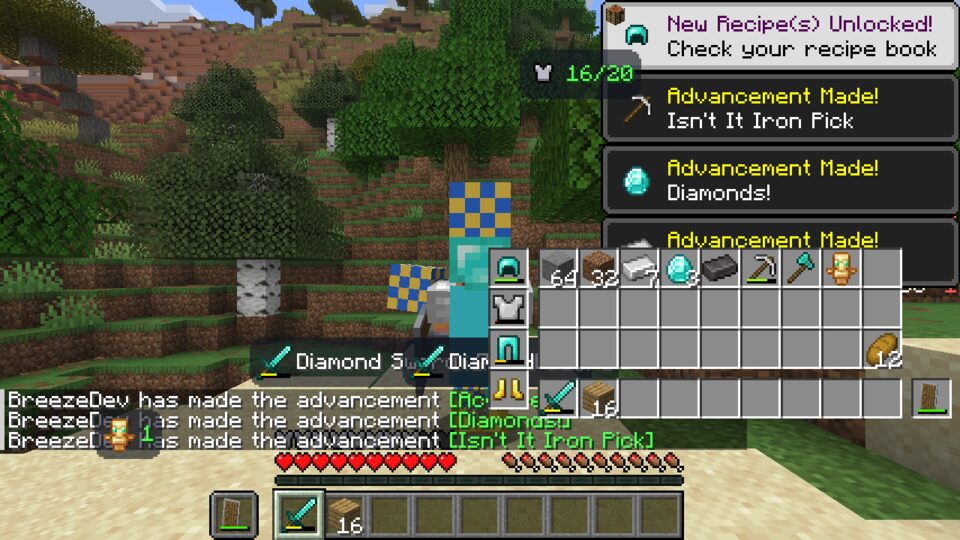 New Recipe(s) Unlocked!
Check your recipe book
16/20
Advancement Made!
Isn't It Iron Pick
Advancement Made!
Diamonds!
Advancement Made!
64
32
7
3
12
Diamond
BreezeDev has made the advancement
BreezeDev has made the advancement [Diamonds!]
has made the advancement [Isn't It Iron Pick]
1
16
16